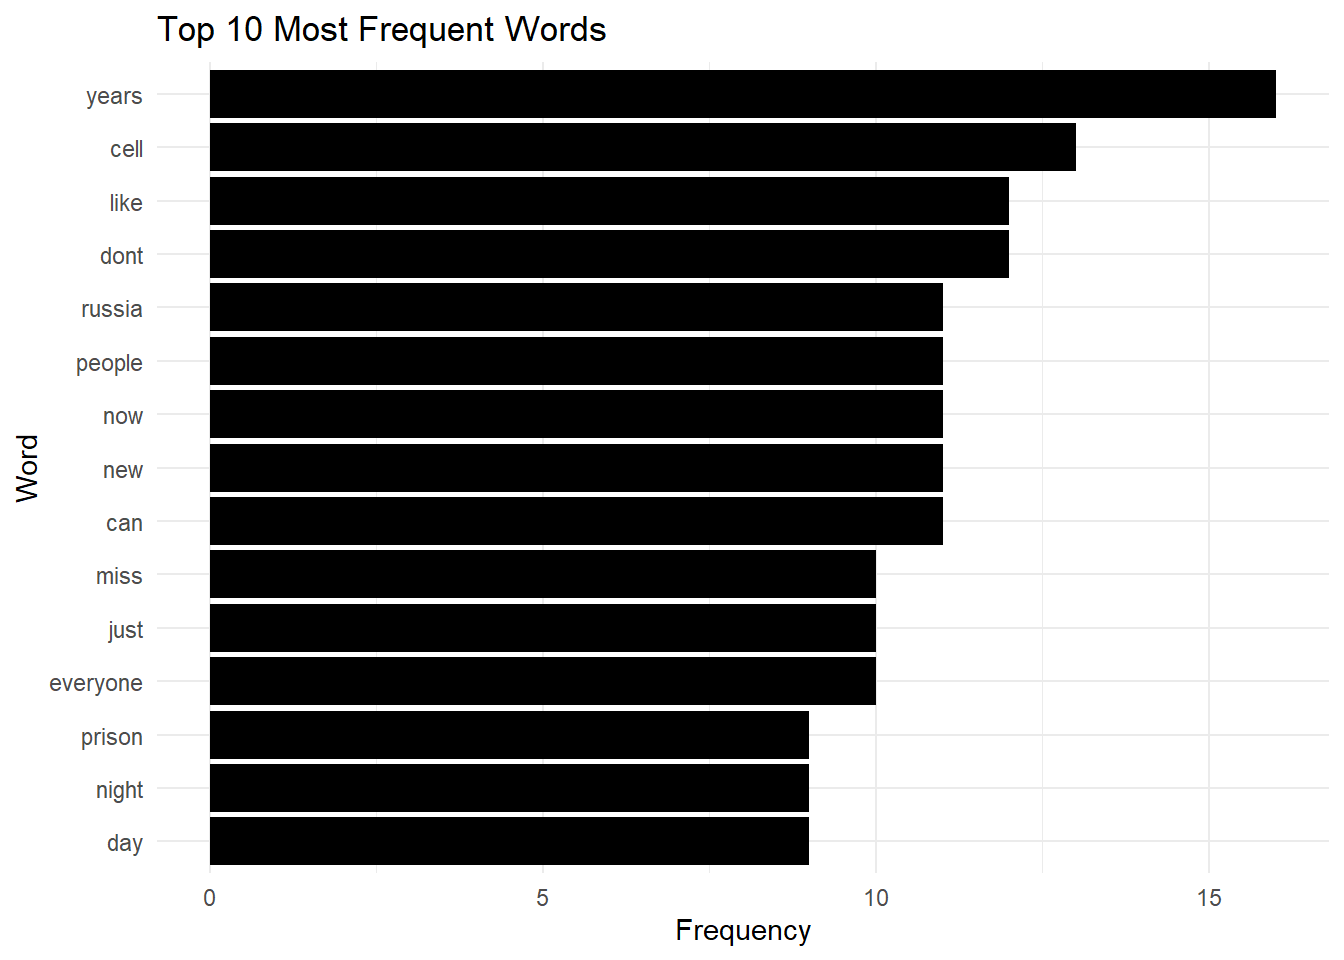 Top 10 Most Frequent Words
years
cell
like
dont
russia
people
now
new
can
miss
just
everyone
prison
night
day
Word
0 5 10 15
Frequency